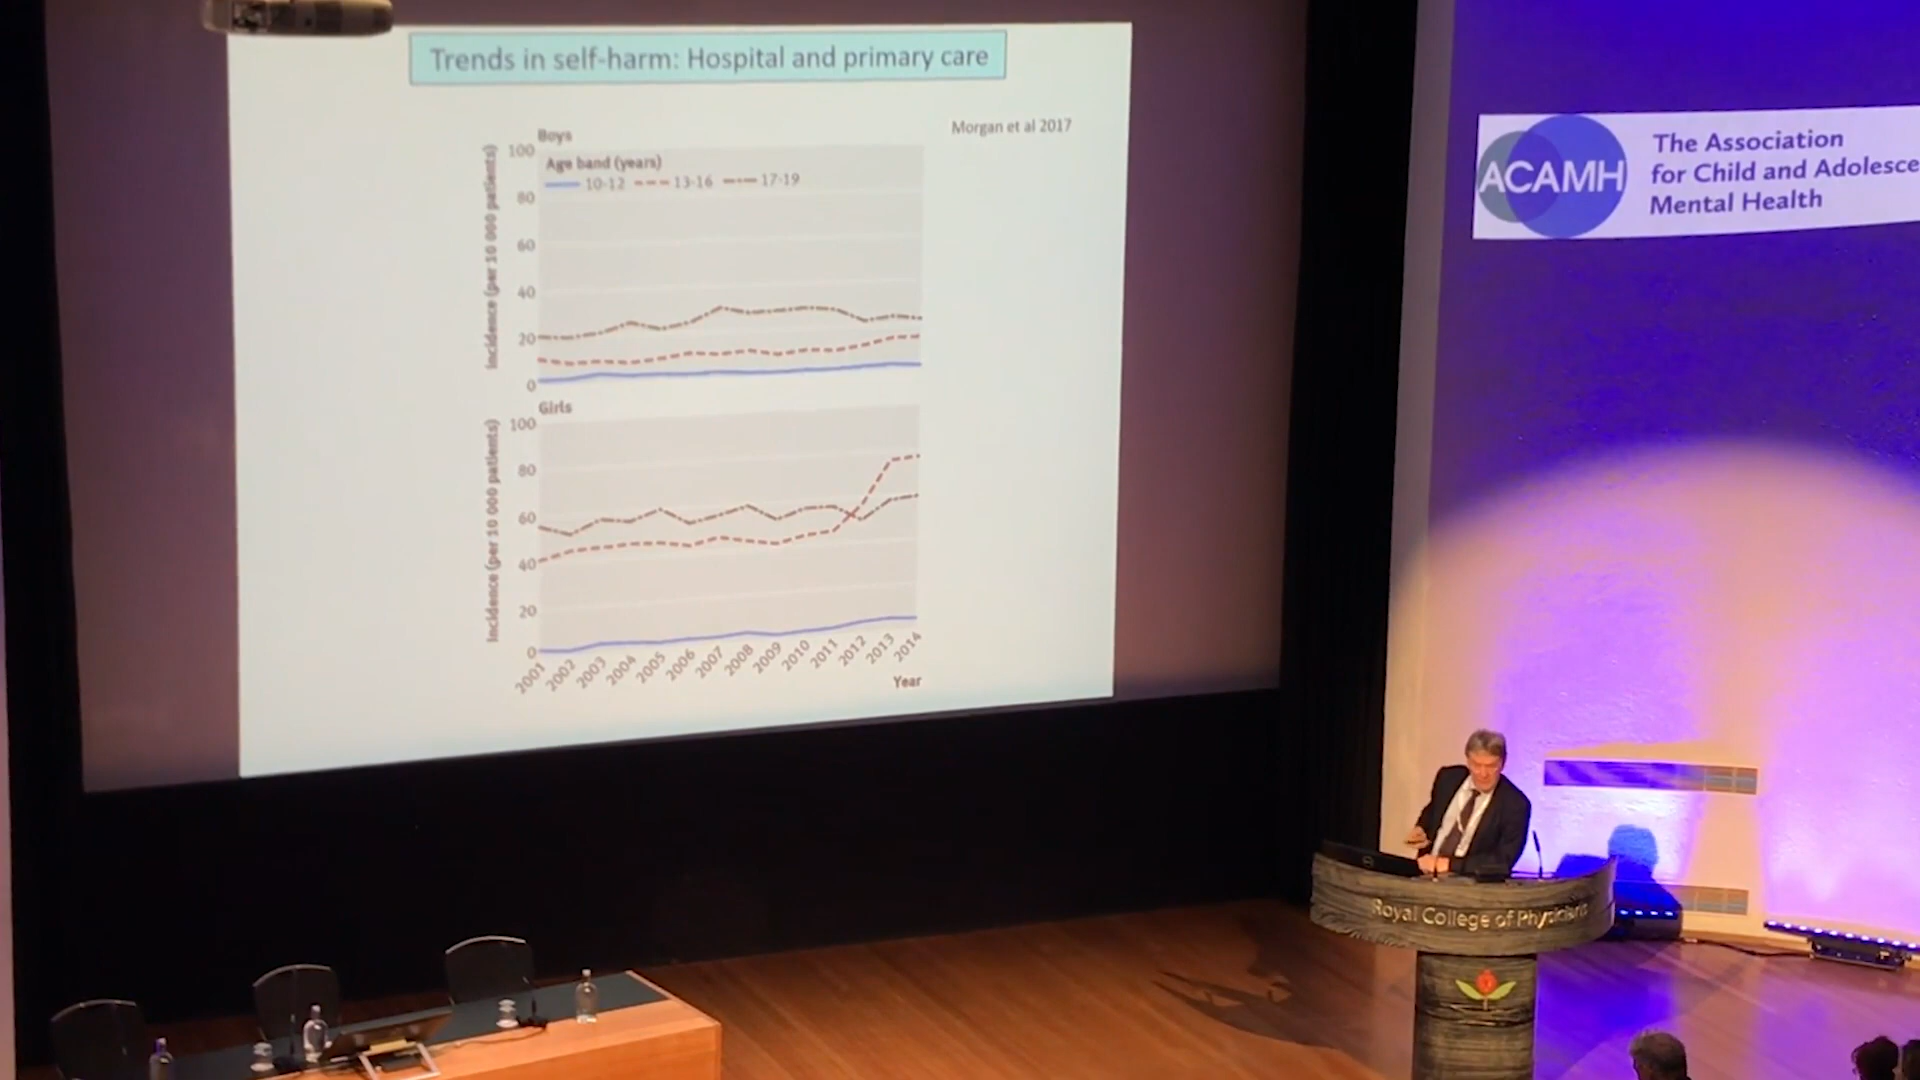 Trends in self-harm: Hospital and primary care
Morgan et al 2017
Boys
Age band (years)
10-12 13-16 17-19
Incidence (per 10 000 patients)
100
80
60
40
20
0
Girls
Incidence (per 10 000 patients)
100
80
60
40
20
0
2001 2002 2003 2004 2005 2006 2007 2008 2009 2010 2011 2012 2013 2014
Year
ACAMH
The Association
for Child and Adolesce
Mental Health
Royal College of Physicians